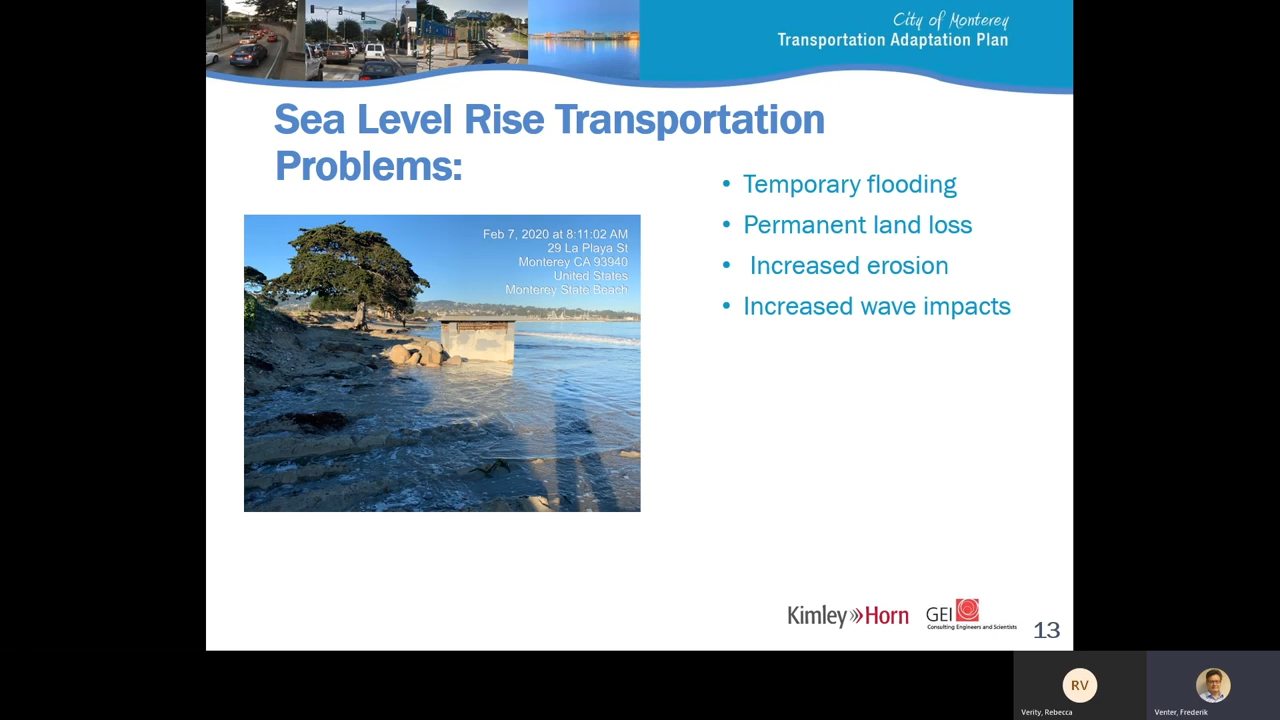 City of Monterey
Transportation Adaptation Plan
Sea Level Rise Transportation
Problems:
Feb 7, 2020 at 8:11:02 AM
29 La Playa St
Monterey CA 93940
United States
Monterey State Beach
• Temporary flooding
• Permanent land loss
• Increased erosion
• Increased wave impacts
Kimley»Horn
GEI
Consulting Engineers and Scientists
13
RV
Verity, Rebecca
Venter, Frederik